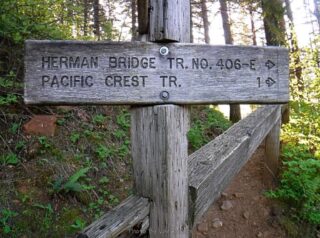 HERMAN BRIDGE TR. NO. 406-E ⇨
PACIFIC CREST TR. 1 ⇨